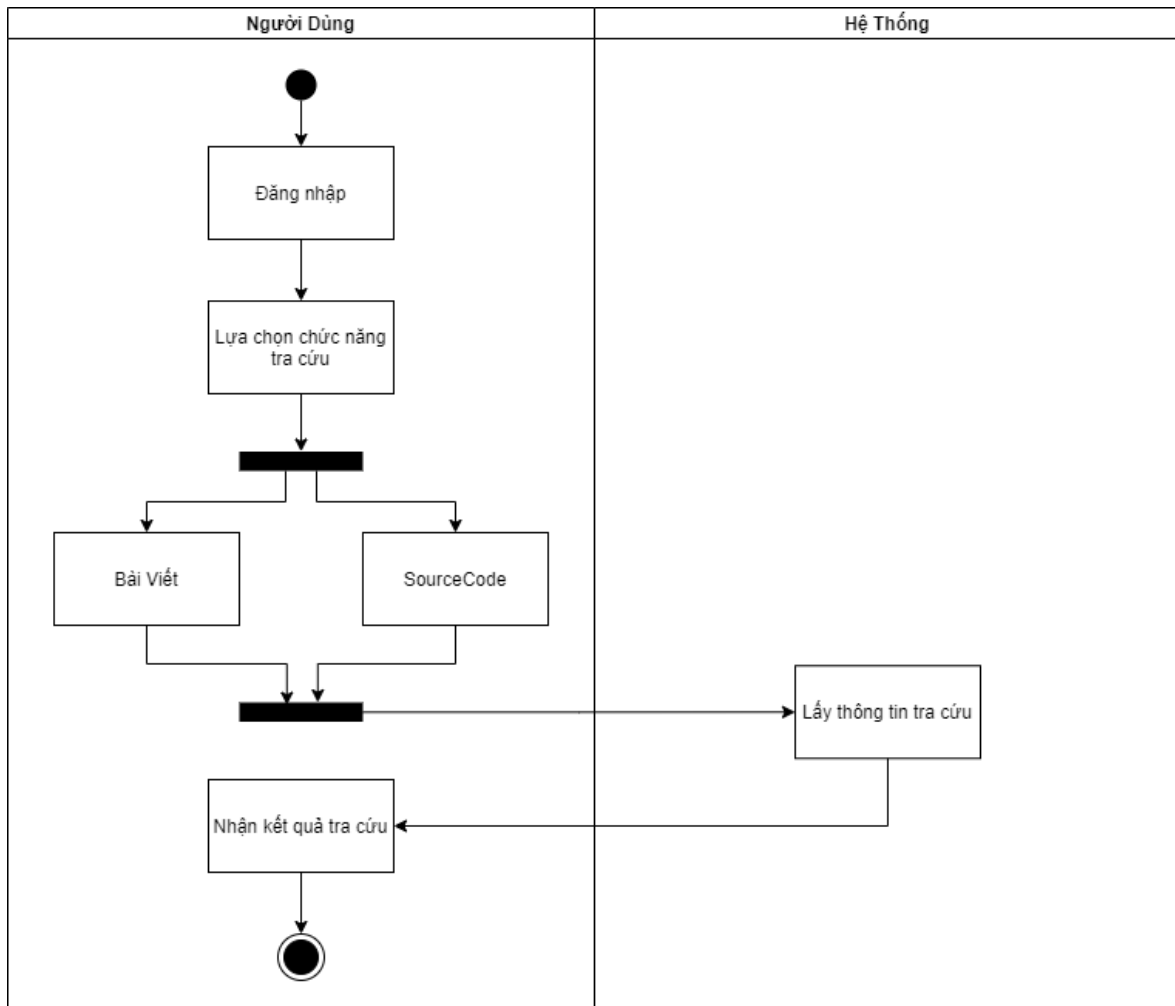 Người Dùng
Hệ Thống
Đăng nhập
Lựa chọn chức năng
tra cứu
Bài Viết
SourceCode
Lấy thông tin tra cứu
Nhận kết quả tra cứu